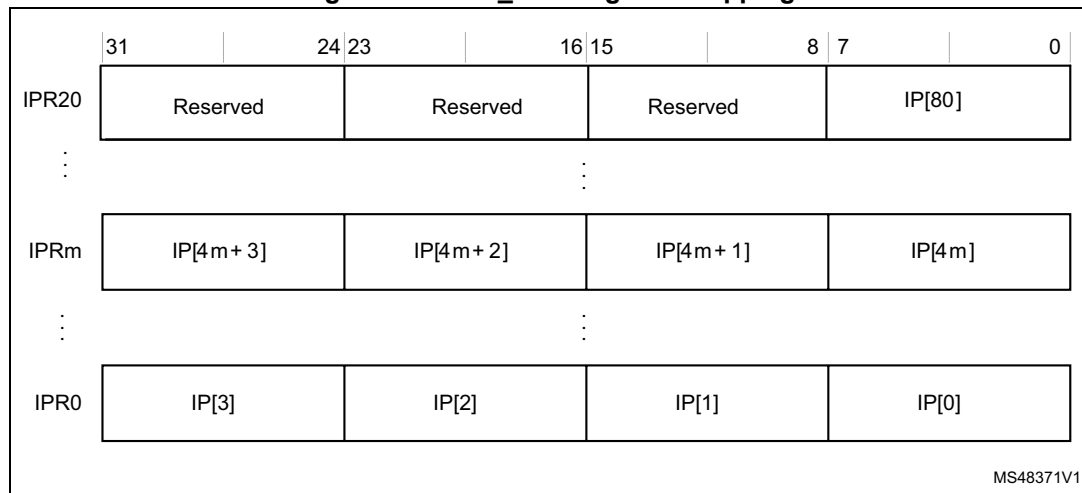 31 24 23 16 15 8 7 0
IPR20 Reserved Reserved Reserved IP[80]
IPRm IP[4m+3] IP[4m+2] IP[4m+1] IP[4m]
IPR0 IP[3] IP[2] IP[1] IP[0]
MS48371V1